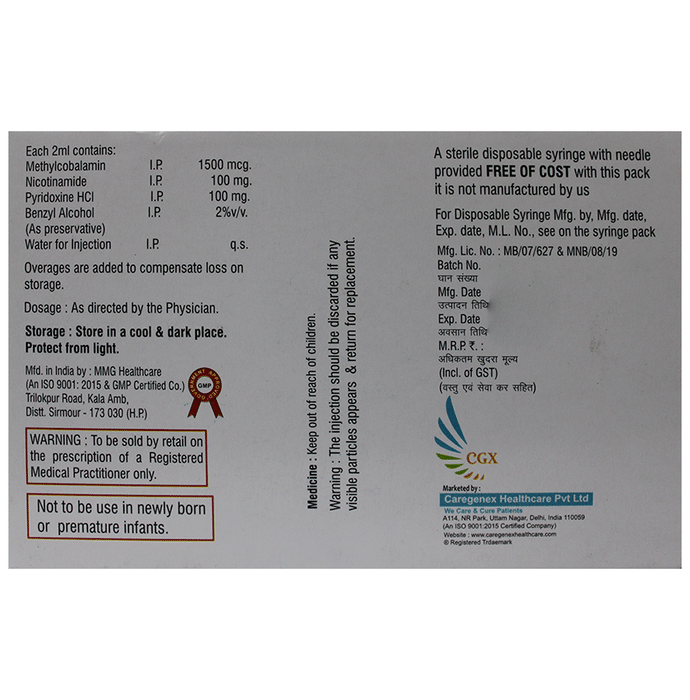 Each 2ml contains:
Methylcobalamin I.P. 1500 mcg.
Nicotinamide I.P. 100 mg.
Pyridoxine HCl I.P. 100 mg.
Benzyl Alcohol I.P. 2%v/v.
(As preservative)
Water for Injection I.P. q.s.
Overages are added to compensate loss on
storage.
Dosage : As directed by the Physician.
Storage : Store in a cool & dark place.
Protect from light.
Mfd. in India by : MMG Healthcare
(An ISO 9001: 2015 & GMP Certified Co.)
Trilokpur Road, Kala Amb,
Distt. Sirmour - 173 030 (H.P.)
GOVERNMENT APPROVED
GMP
WARNING : To be sold by retail on
the prescription of a Registered
Medical Practitioner only.
Not to be use in newly born
or premature infants.
Medicine : Keep out of reach of children.
Warning : The injection should be discarded if any
visible particles appears & return for replacement.
A sterile disposable syringe with needle
provided FREE OF COST with this pack
it is not manufactured by us
For Disposable Syringe Mfg. by, Mfg. date,
Exp. date, M.L. No., see on the syringe pack
Mfg. Lic. No. : MB/07/627 & MNB/08/19
Batch No.
घान संख्या
Mfg. Date
उत्पादन तिथि
Exp. Date
अवसान तिथि
M.R.P. ₹. :
अधिकतम खुदरा मूल्य
(Incl. of GST)
(वस्तु एवं सेवा कर सहित)
CGX
Marketed by :
Caregenex Healthcare Pvt Ltd
We Care & Cure Patients
A114, NR Park, Uttam Nagar, Delhi, India 110059
(An ISO 9001:2015 Certified Company)
Website : www.caregenexhealthcare.com
® Registered Trdaemark